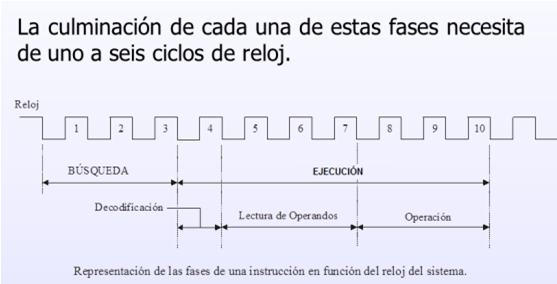 La culminación de cada una de estas fases necesita
de uno a seis ciclos de reloj.
Reloj
1 2 3 4 5 6 7 8 9 10
BÚSQUEDA EJECUCIÓN
Decodificación
Lectura de Operandos Operación
Representación de las fases de una instrucción en función del reloj del sistema.